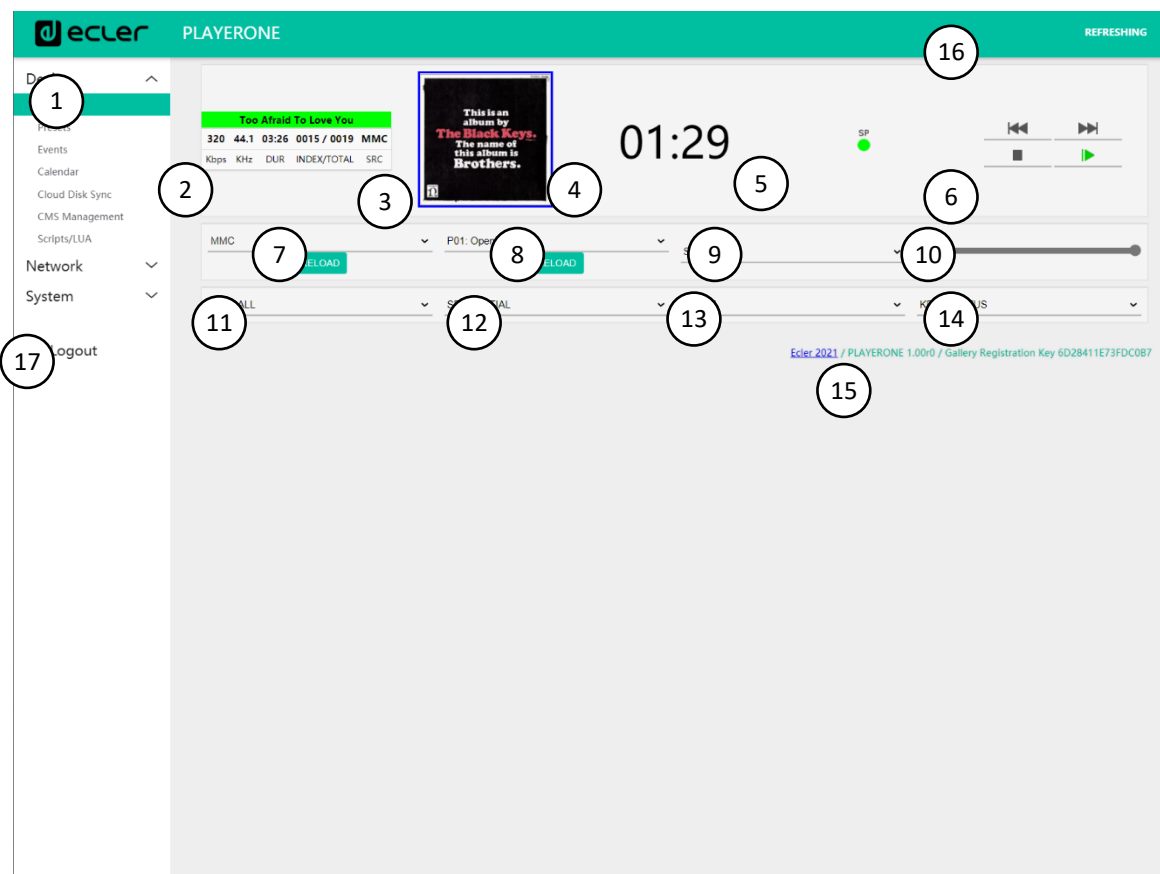 ecler PLAYERONE REFRESHING
16
1
Presets
Events
Calendar
Cloud Disk Sync
CMS Management
Scripts/LUA
Network
System
Logout
17
Too Afraid To Love You
320 44.1 03:26 0015 / 0019 MMC
Kbps KHz DUR INDEX/TOTAL SRC
2
3
This is an
album by
The Black Keys.
The name of
this album is
Brothers.
4
01:29
5
SP
6
MMC
7
P01:
8
9
10
ALL
11
12
13
14
Ecler 2021 / PLAYERONE 1.00r0 / Gallery Registration Key 6D28411E73FDC0B7
15